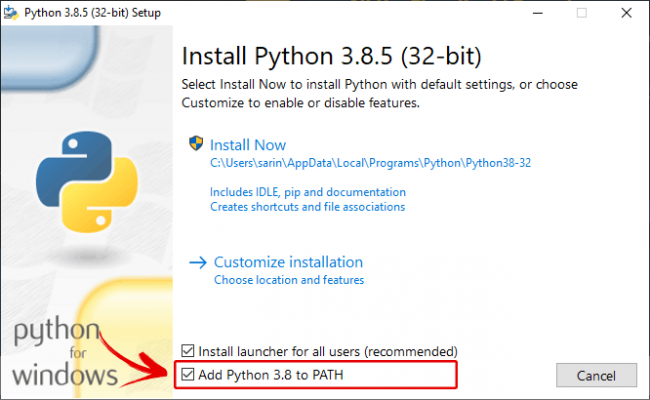 Python 3.8.5 (32-bit) Setup
Install Python 3.8.5 (32-bit)
Select Install Now to install Python with default settings, or choose
Customize to enable or disable features.
Install Now
C:\Users\sarin\AppData\Local\Programs\Python\Python38-32
Includes IDLE, pip and documentation
Creates shortcuts and file associations
Customize installation
Choose location and features
python
for
windows
Install launcher for all users (recommended)
Add Python 3.8 to PATH
Cancel